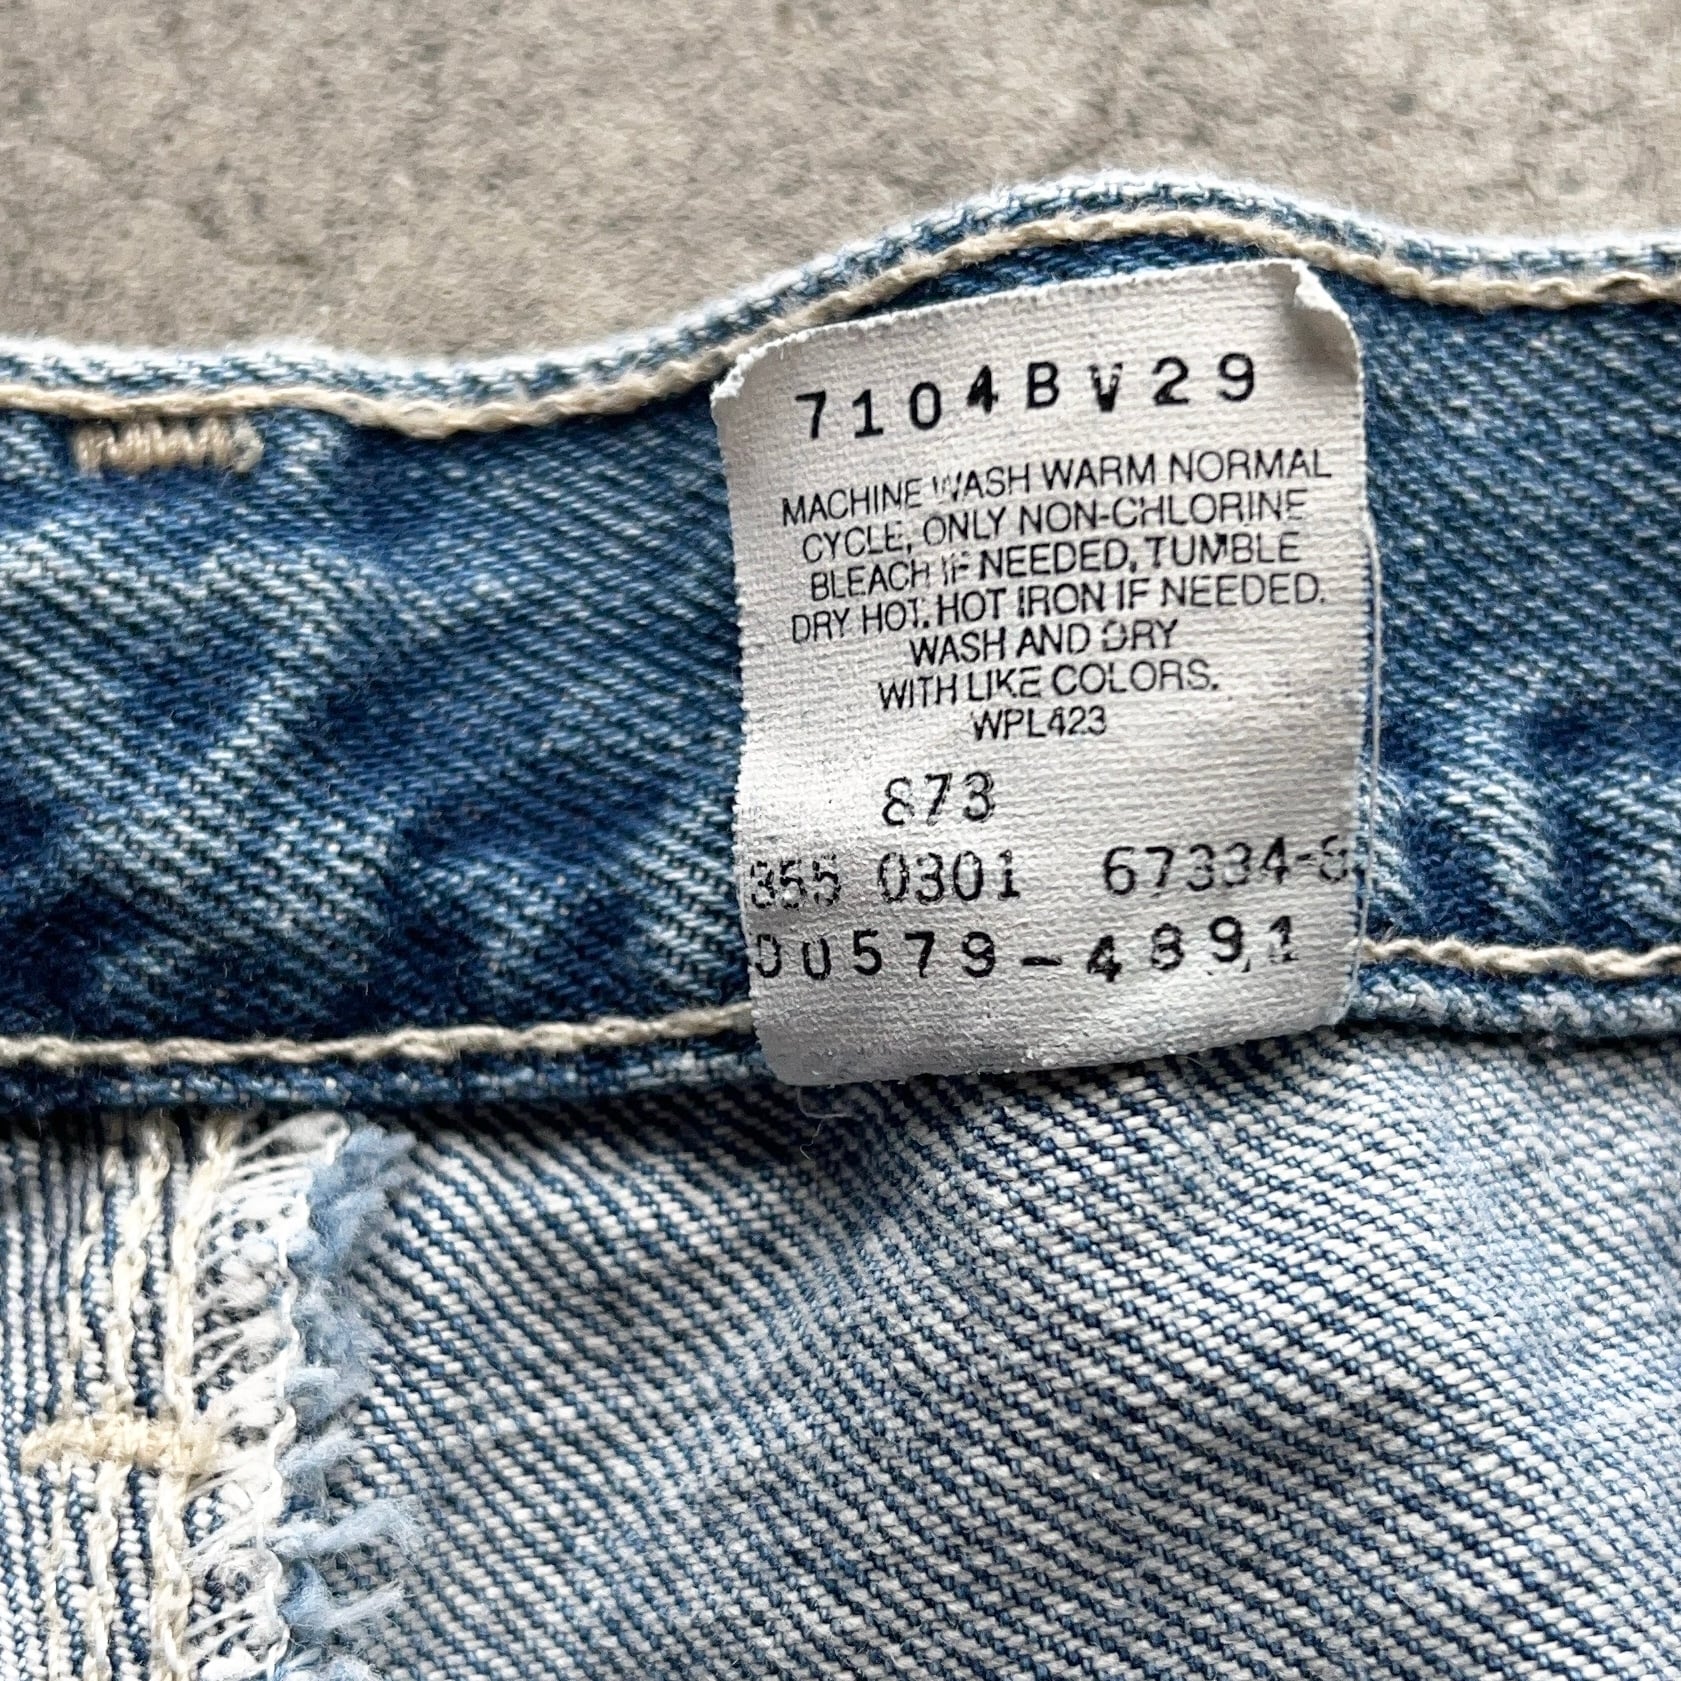 7104BV29
MACHINE WASH WARM NORMAL
CYCLE, ONLY NON-CHLORINE
BLEACH IF NEEDED, TUMBLE
DRY HOT. HOT IRON IF NEEDED.
WASH AND DRY
WITH LIKE COLORS.
WPL423
873
355 0301 67334-8
00579-4891